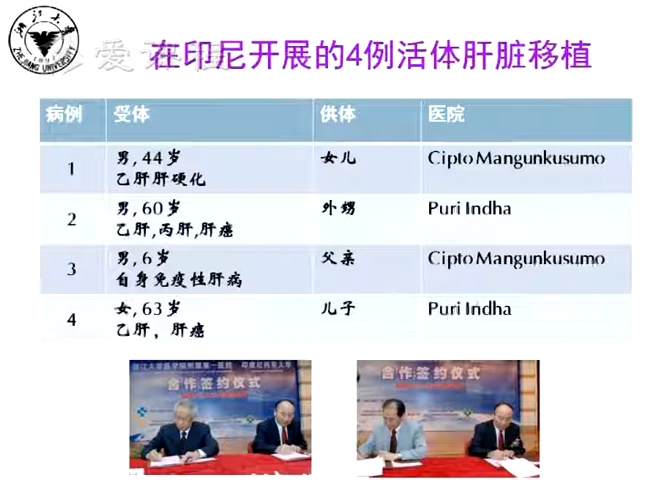 在印尼开展的4例活体肝脏移植
病例 受体 供体 医院
1 男,44岁 女儿 Cipto Mangunkusumo
乙肝肝硬化
2 男,60岁 外甥 Puri Indha
乙肝,丙肝,肝癌
3 男,6岁 父亲 Cipto Mangunkusumo
自身免疫性肝病
4 女,63岁 儿子 Puri Indha
乙肝，肝癌
合作签约仪式
合作签约仪式